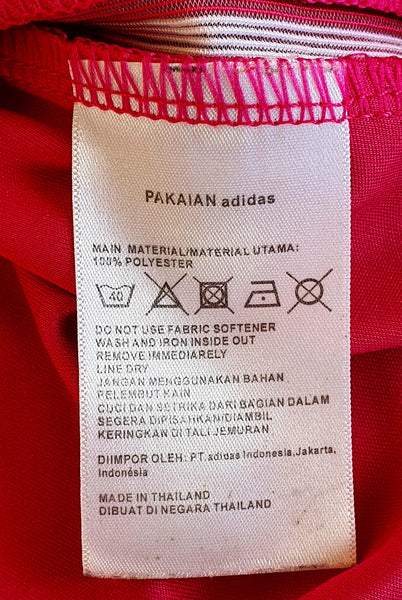 PAKAIAN adidas
MAIN MATERIAL/MATERIAL UTAMA:
100% POLYESTER
40
DO NOT USE FABRIC SOFTENER
WASH AND IRON INSIDE OUT
REMOVE IMMEDIARELY
LINE DRY
JANGAN MENGGUNAKAN BAHAN
PELEMBUT KAIN
CUCI DAN SETRIKA DARI BAGIAN DALAM
SEGERA DIPISAHKAN/DIAMBIL
KERINGKAN DI TALI JEMURAN
DIIMPOR OLEH: PT. adidas Indonesia, Jakarta,
Indonésia
MADE IN THAILAND
DIBUAT DI NEGARA THAILAND